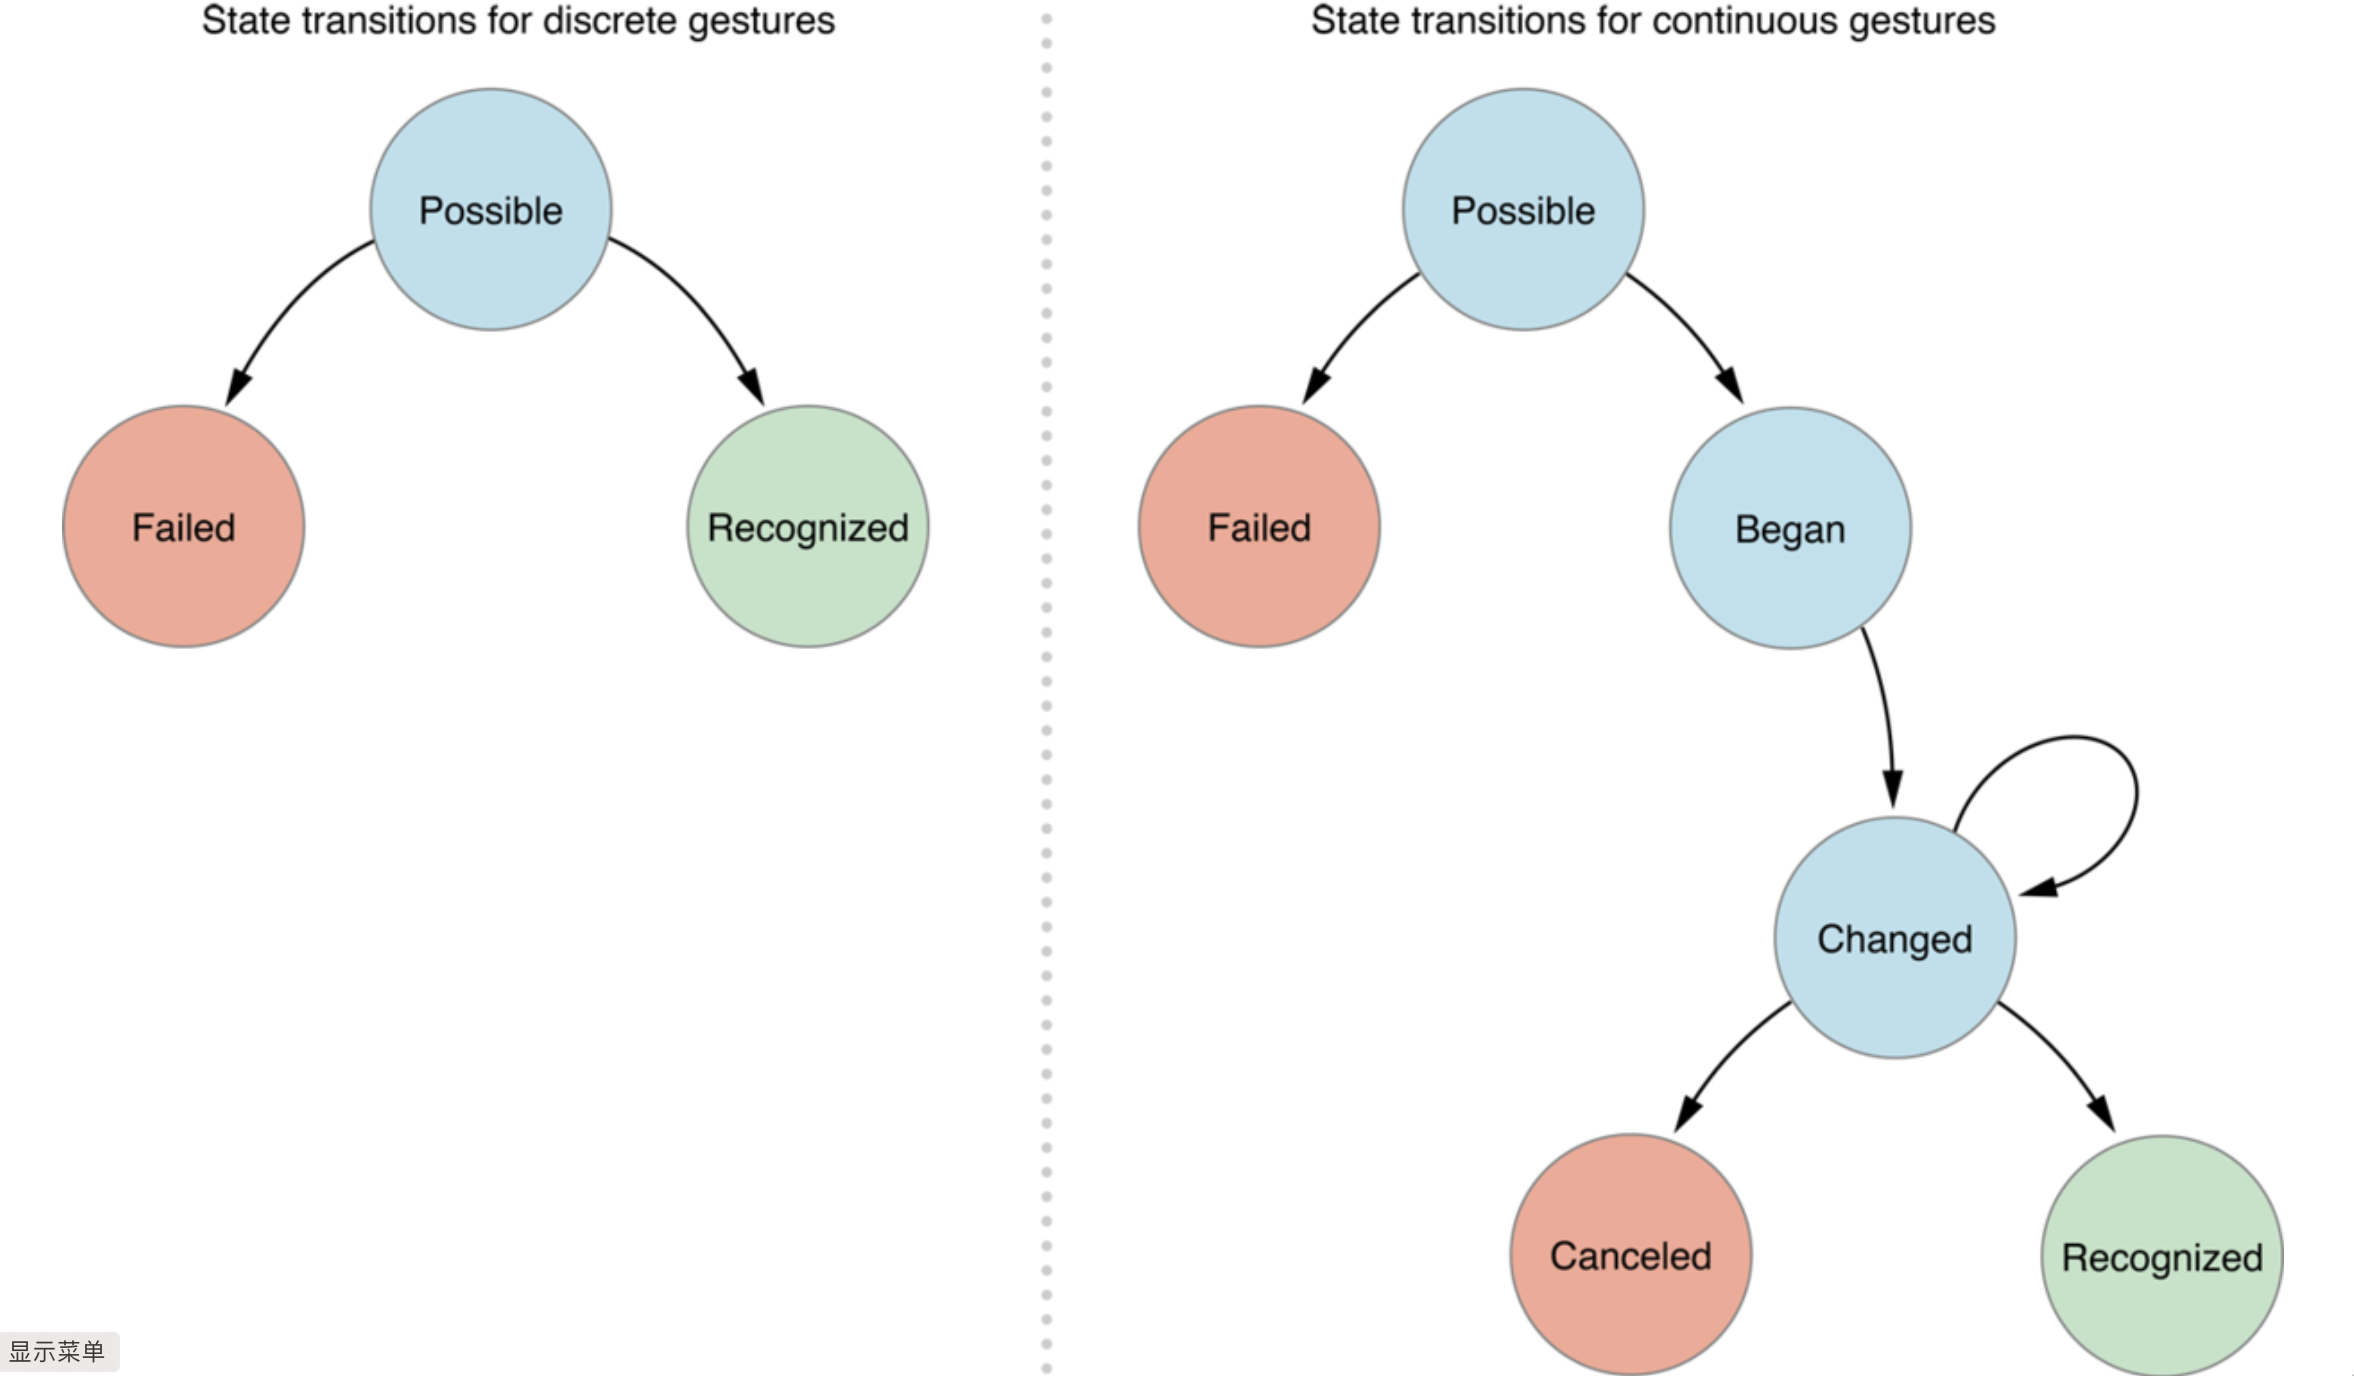 State transitions for discrete gestures
Possible
Failed
Recognized
State transitions for continuous gestures
Possible
Failed
Began
Changed
Canceled
Recognized
显示菜单